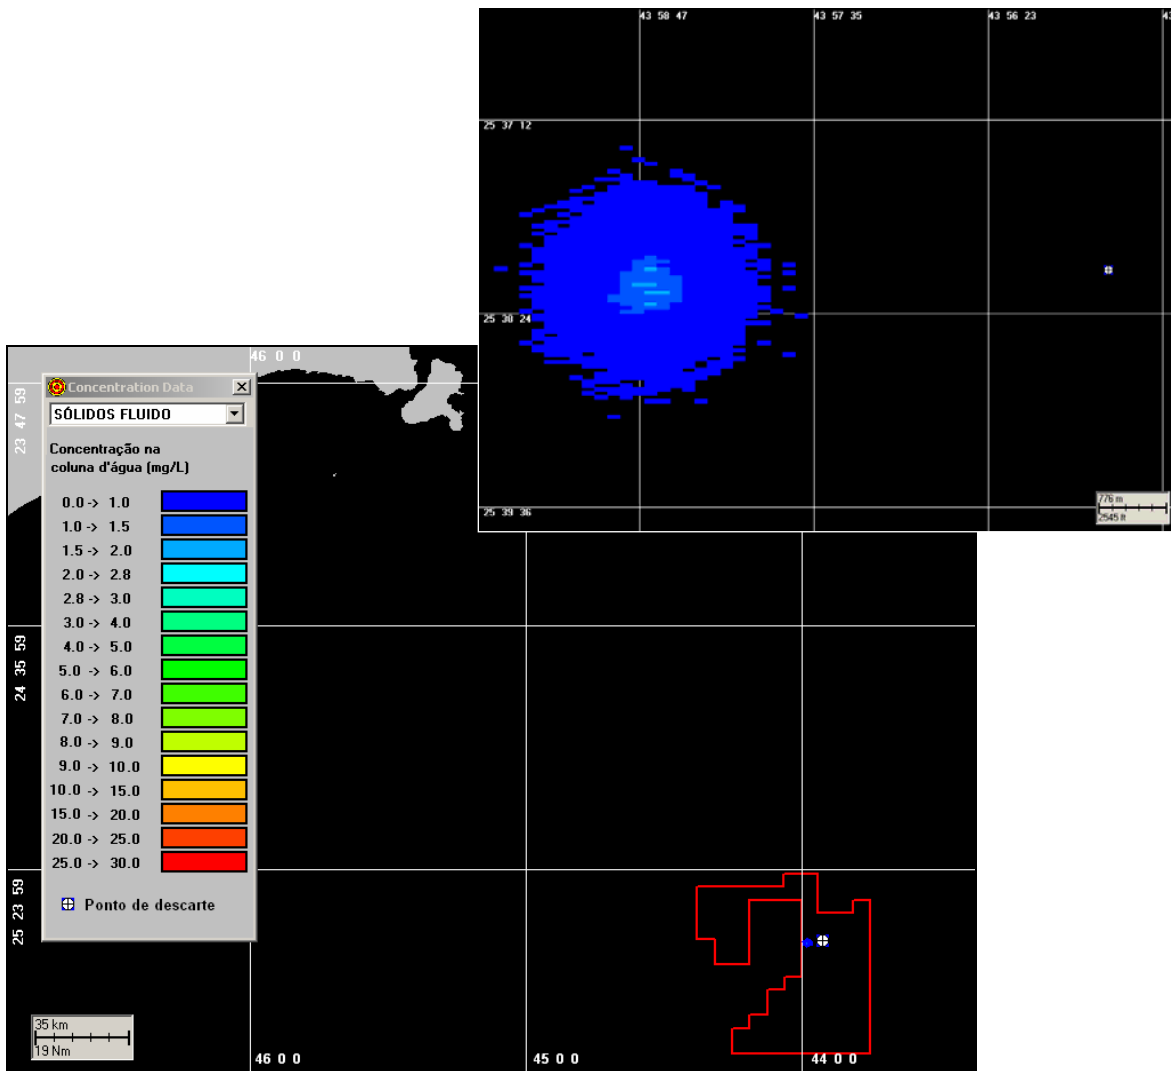 43 58 47
43 57 35
43 56 23
25 37 12
25 38 24
25 39 36
776 m
2545 ft
46 0 0
23 47 59
24 35 59
25 23 59
Concentration Data
SÓLIDOS FLUIDO
Concentração na
coluna d'água (mg/L)
0.0 -> 1.0
1.0 -> 1.5
1.5 -> 2.0
2.0 -> 2.8
2.8 -> 3.0
3.0 -> 4.0
4.0 -> 5.0
5.0 -> 6.0
6.0 -> 7.0
7.0 -> 8.0
8.0 -> 9.0
9.0 -> 10.0
10.0 -> 15.0
15.0 -> 20.0
20.0 -> 25.0
25.0 -> 30.0
Ponto de descarte
35 km
19 Nm
46 0 0
45 0 0
44 0 0